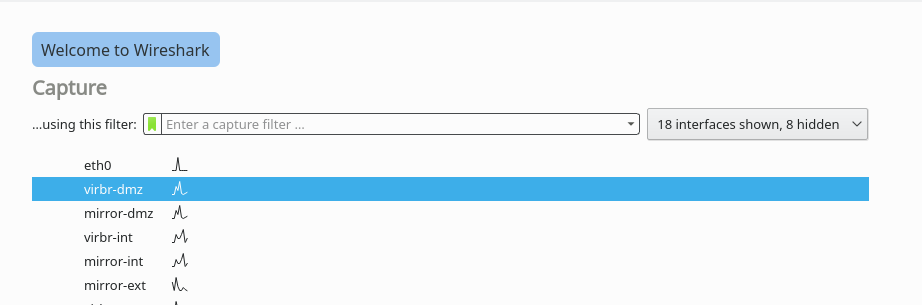 Welcome to Wireshark
Capture
...using this filter: Enter a capture filter ... 18 interfaces shown, 8 hidden
eth0
virbr-dmz
mirror-dmz
virbr-int
mirror-int
mirror-ext